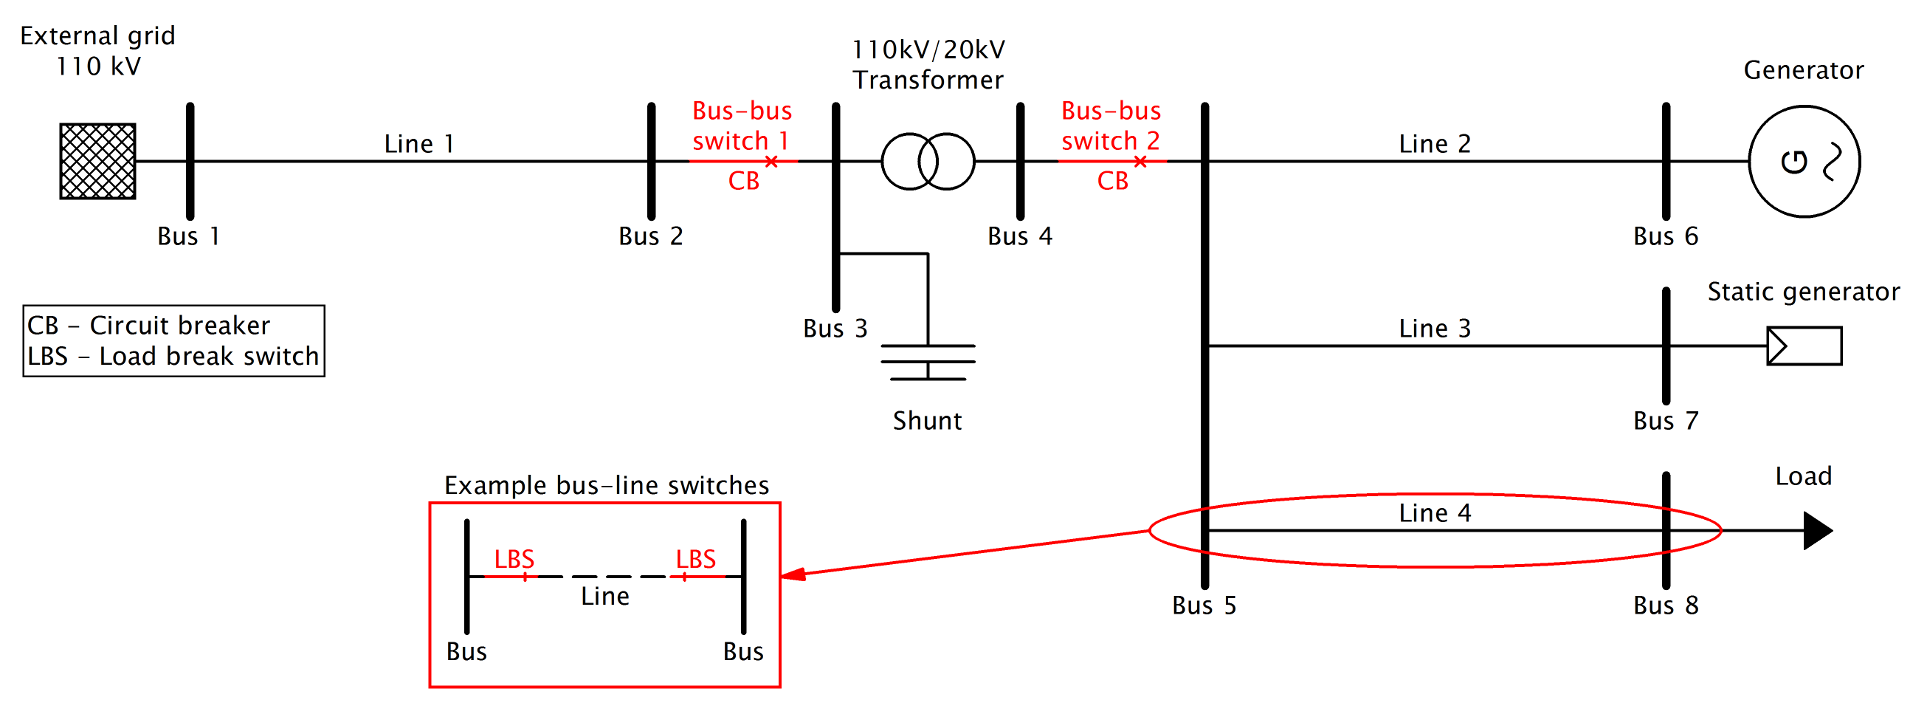 External grid
110 kV
110kV/20kV
Transformer
Generator
Bus-bus
switch 1
CB
Bus-bus
switch 2
CB
Line 1
Line 2
G
Bus 1
Bus 2
Bus 4
Bus 6
Static generator
CB - Circuit breaker
LBS - Load break switch
Bus 3
Line 3
Shunt
Bus 7
Example bus-line switches
Load
Line 4
LBS
LBS
Line
Bus 5
Bus 8
Bus
Bus